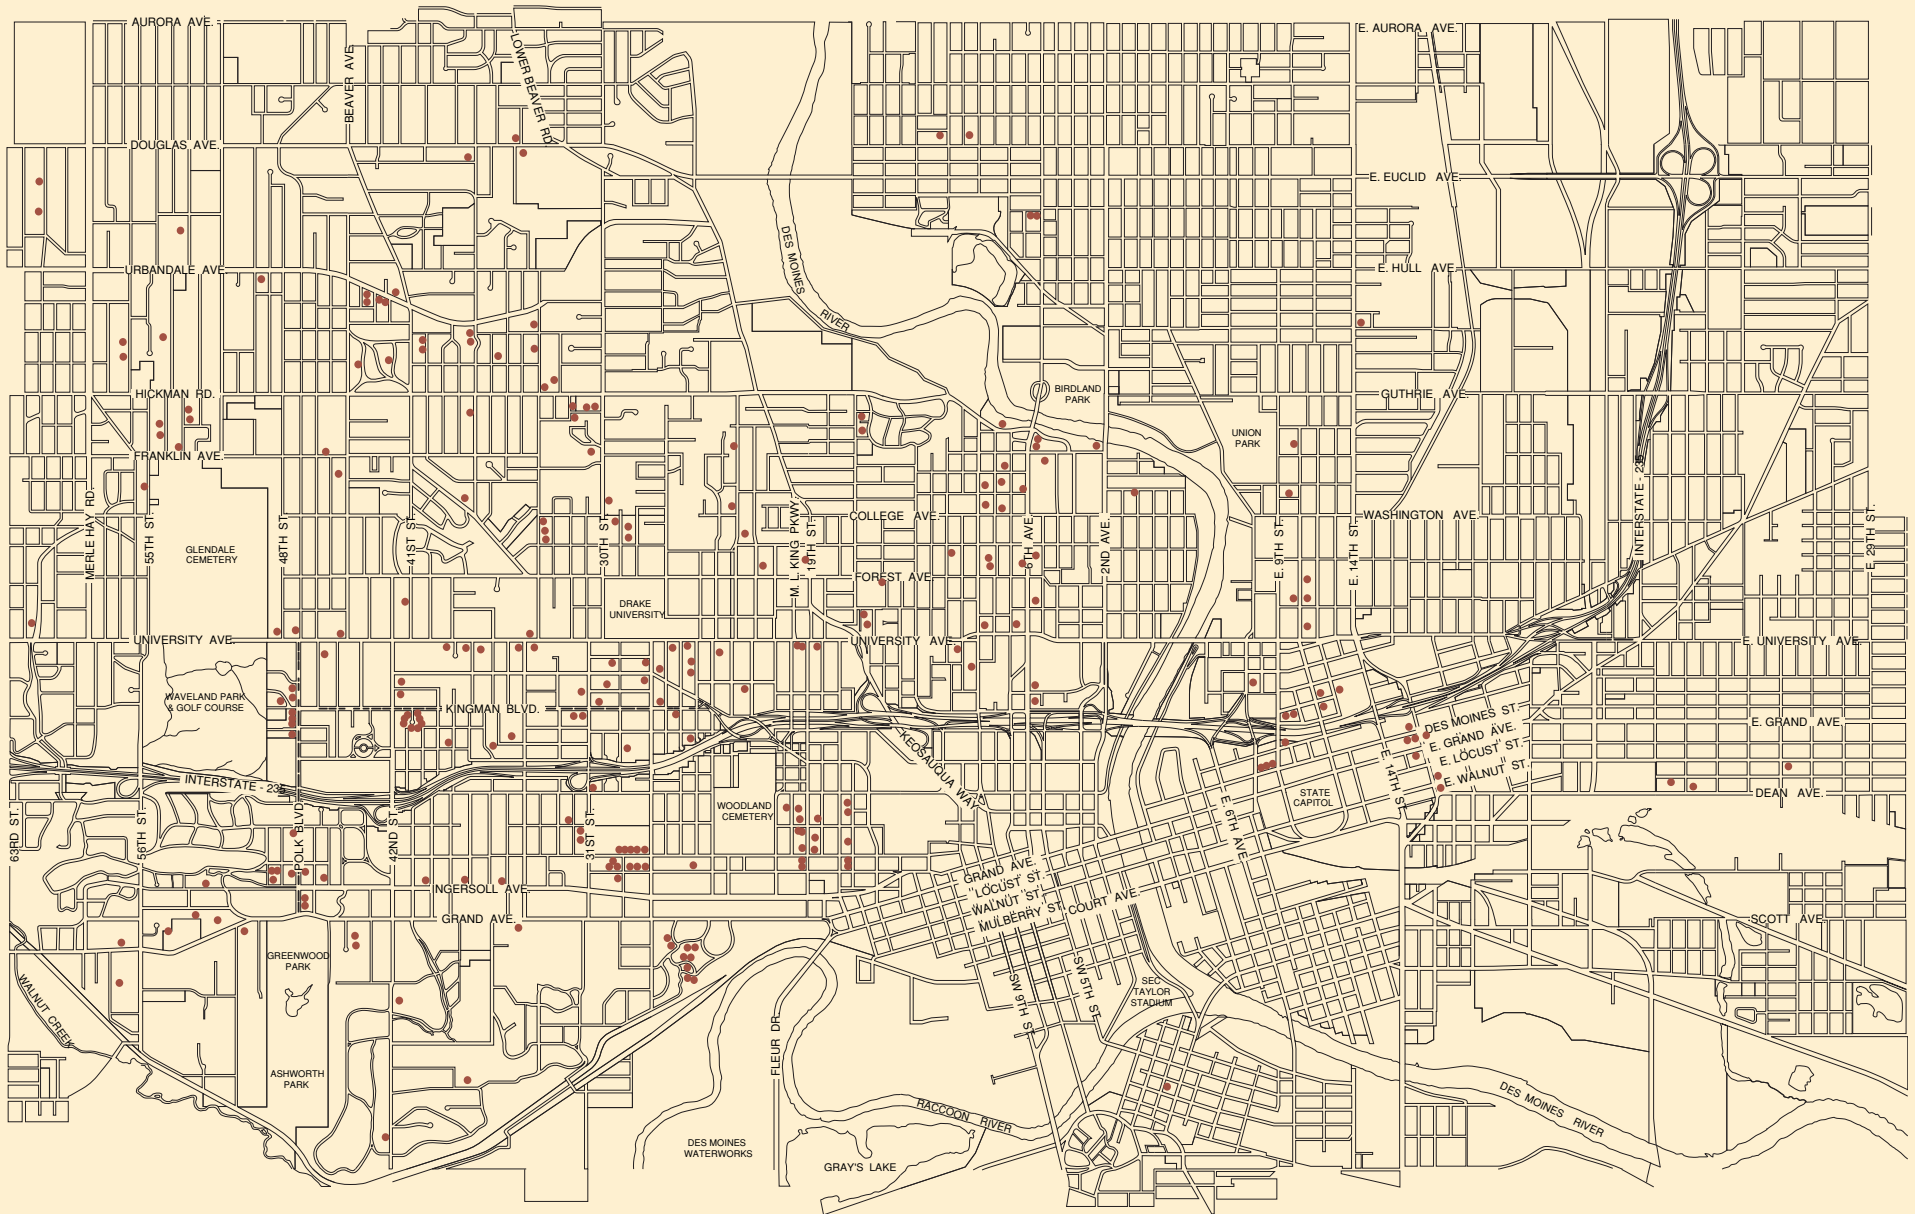 AURORA AVE.
E. AURORA AVE.
BEAVER AVE.
LOWER BEAVER RD.
DOUGLAS AVE.
E. EUCLID AVE.
DES MOINES
RIVER
URBANDALE AVE.
E. HULL AVE.
HICKMAN RD.
BIRDLAND
PARK
GUTHRIE AVE.
UNION
PARK
FRANKLIN AVE.
INTERSTATE - 235
MERLE HAY RD.
55TH ST.
48TH ST.
41ST ST.
30TH ST.
M. L. KING PKWY.
19TH ST.
COLLEGE AVE.
6TH AVE.
2ND AVE.
E. 9TH ST.
E. 14TH ST.
WASHINGTON AVE.
E. 29TH ST.
GLENDALE
CEMETERY
FOREST AVE.
DRAKE
UNIVERSITY
UNIVERSITY AVE.
UNIVERSITY AVE.
E. UNIVERSITY AVE.
WAVELAND PARK
& GOLF COURSE
KINGMAN BLVD.
DES MOINES ST.
E. GRAND AVE.
E. GRAND AVE.
E. LOCUST ST.
E. WALNUT ST.
KEOSAUQUA WAY
INTERSTATE - 235
E. 14TH ST.
STATE
CAPITOL
DEAN AVE.
WOODLAND
CEMETERY
63RD ST.
56TH ST.
POLK BLVD.
42ND ST.
31ST ST.
E. 6TH AVE.
GRAND AVE.
LOCUST ST.
WALNUT ST.
MULBERRY ST.
COURT AVE.
INGERSOLL AVE.
GRAND AVE.
SCOTT AVE.
GREENWOOD
PARK
WALNUT CREEK
SW 9TH ST.
SW 5TH ST.
SEC
TAYLOR
STADIUM
FLEUR DR.
ASHWORTH
PARK
RACCOON RIVER
DES MOINES RIVER
DES MOINES
WATERWORKS
GRAY'S LAKE